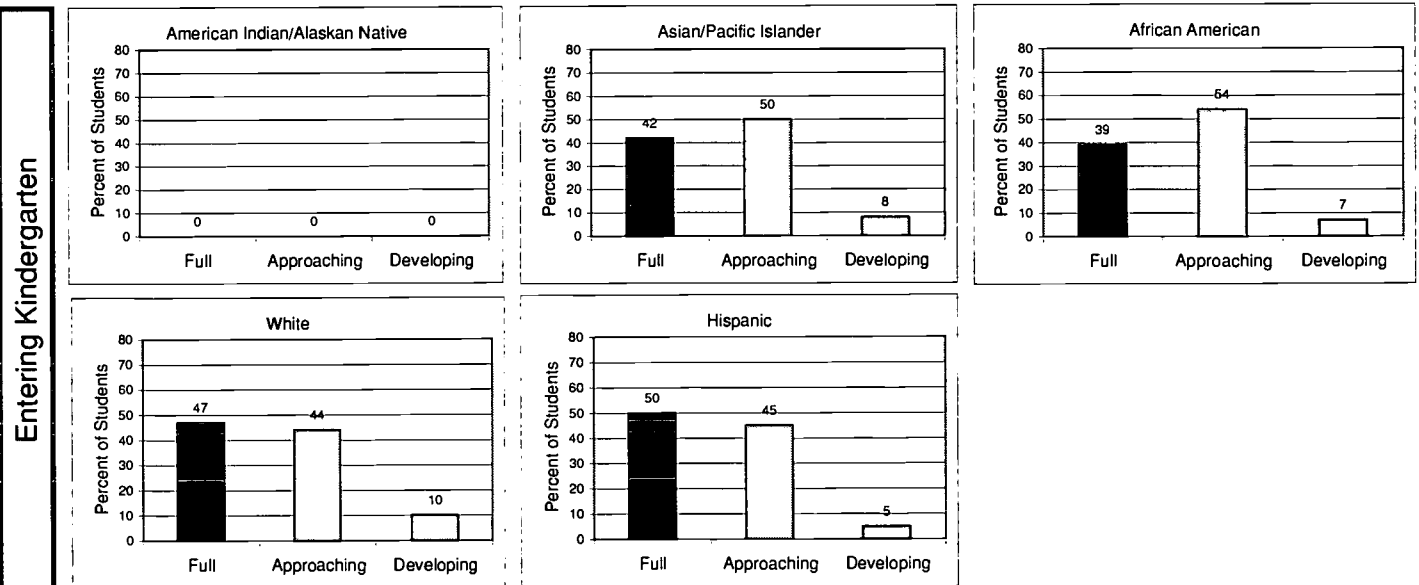 Entering Kindergarten
American Indian/Alaskan Native
Percent of Students
80
70
60
50
40
30
20
10
0
0 0 0
Full Approaching Developing
Asian/Pacific Islander
Percent of Students
80
70
60
50
40
30
20
10
0
42 50 8
Full Approaching Developing
African American
Percent of Students
80
70
60
50
40
30
20
10
0
39 54 7
Full Approaching Developing
White
Percent of Students
80
70
60
50
40
30
20
10
0
47 44 10
Full Approaching Developing
Hispanic
Percent of Students
80
70
60
50
40
30
20
10
0
50 45 5
Full Approaching Developing